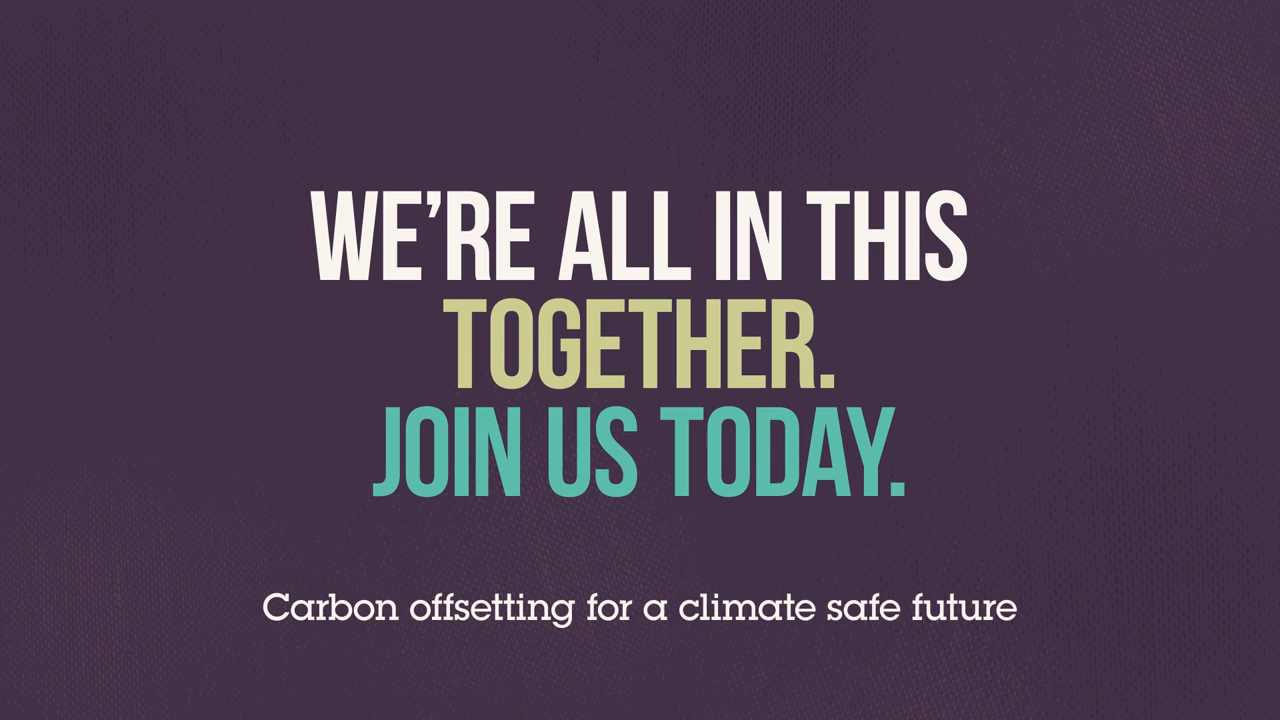 WE’RE ALL IN THIS
TOGETHER.
JOIN US TODAY.
Carbon offsetting for a climate safe future